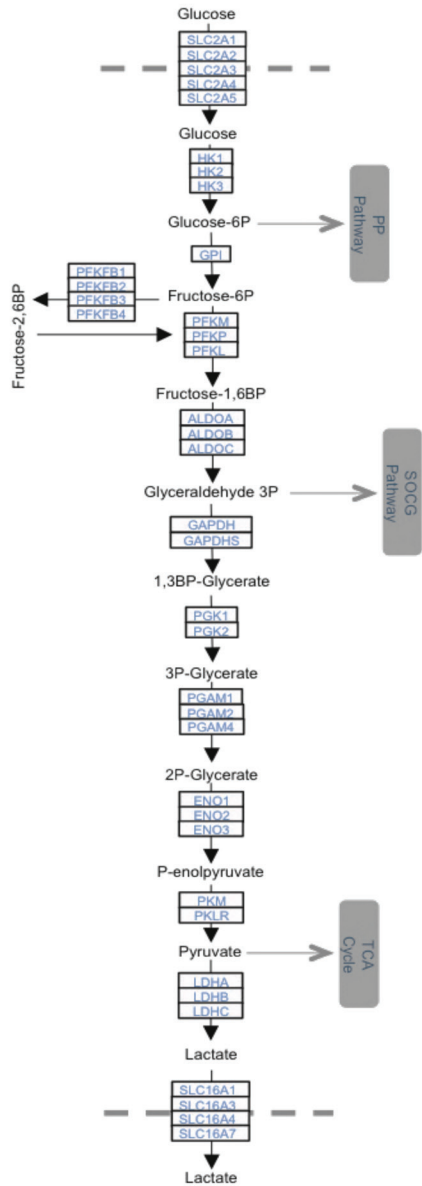 Glucose
SLC2A1
SLC2A2
SLC2A3
SLC2A4
SLC2A5
Glucose
HK1
HK2
HK3
Glucose-6P
PP
Pathway
GPI
PFKFB1
PFKFB2
PFKFB3
PFKFB4
Fructose-6P
Fructose-2,6BP
PFKM
PFKP
PFKL
Fructose-1,6BP
ALDOA
ALDOB
ALDOC
Glyceraldehyde 3P
SOCG
Pathway
GAPDH
GAPDHS
1,3BP-Glycerate
PGK1
PGK2
3P-Glycerate
PGAM1
PGAM2
PGAM4
2P-Glycerate
ENO1
ENO2
ENO3
P-enolpyruvate
PKM
PKLR
Pyruvate
TCA
Cycle
LDHA
LDHB
LDHC
Lactate
SLC16A1
SLC16A3
SLC16A4
SLC16A7
Lactate